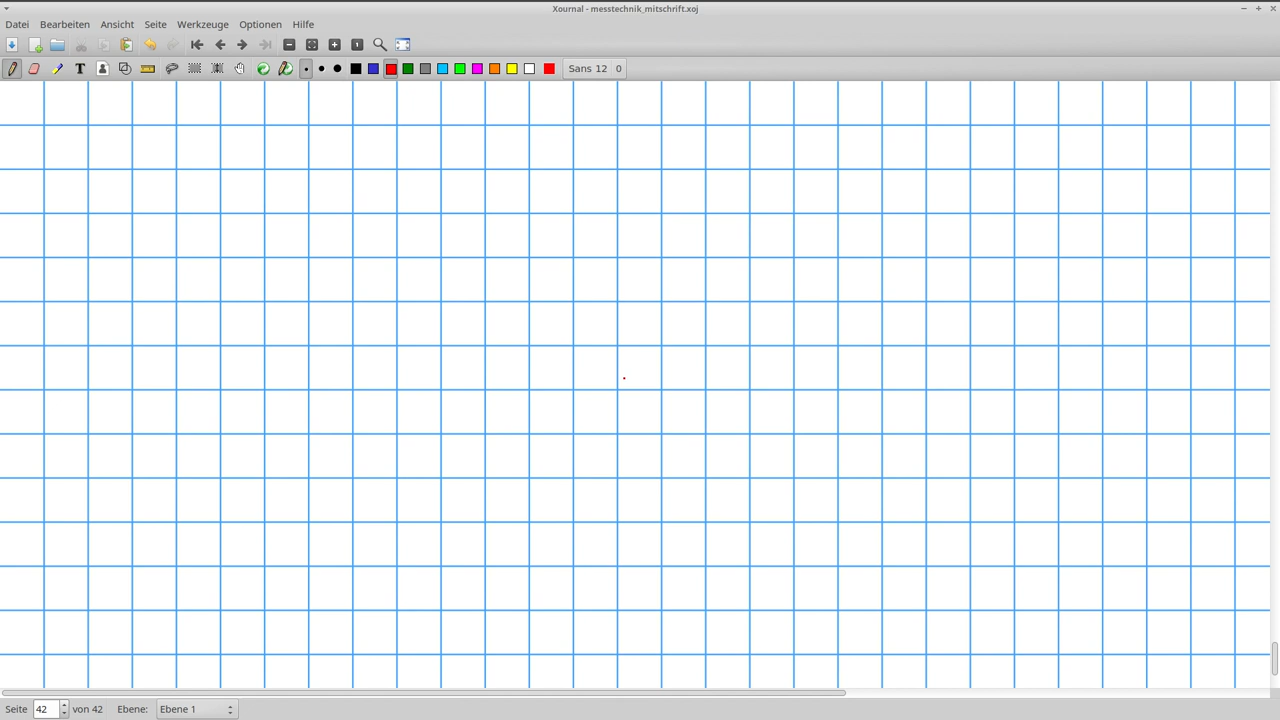 Xournal - messtechnik_mitschrift.xoj
Datei Bearbeiten Ansicht Seite Werkzeuge Optionen Hilfe
1
T Sans 12 0
Seite 42 von 42 Ebene: Ebene 1